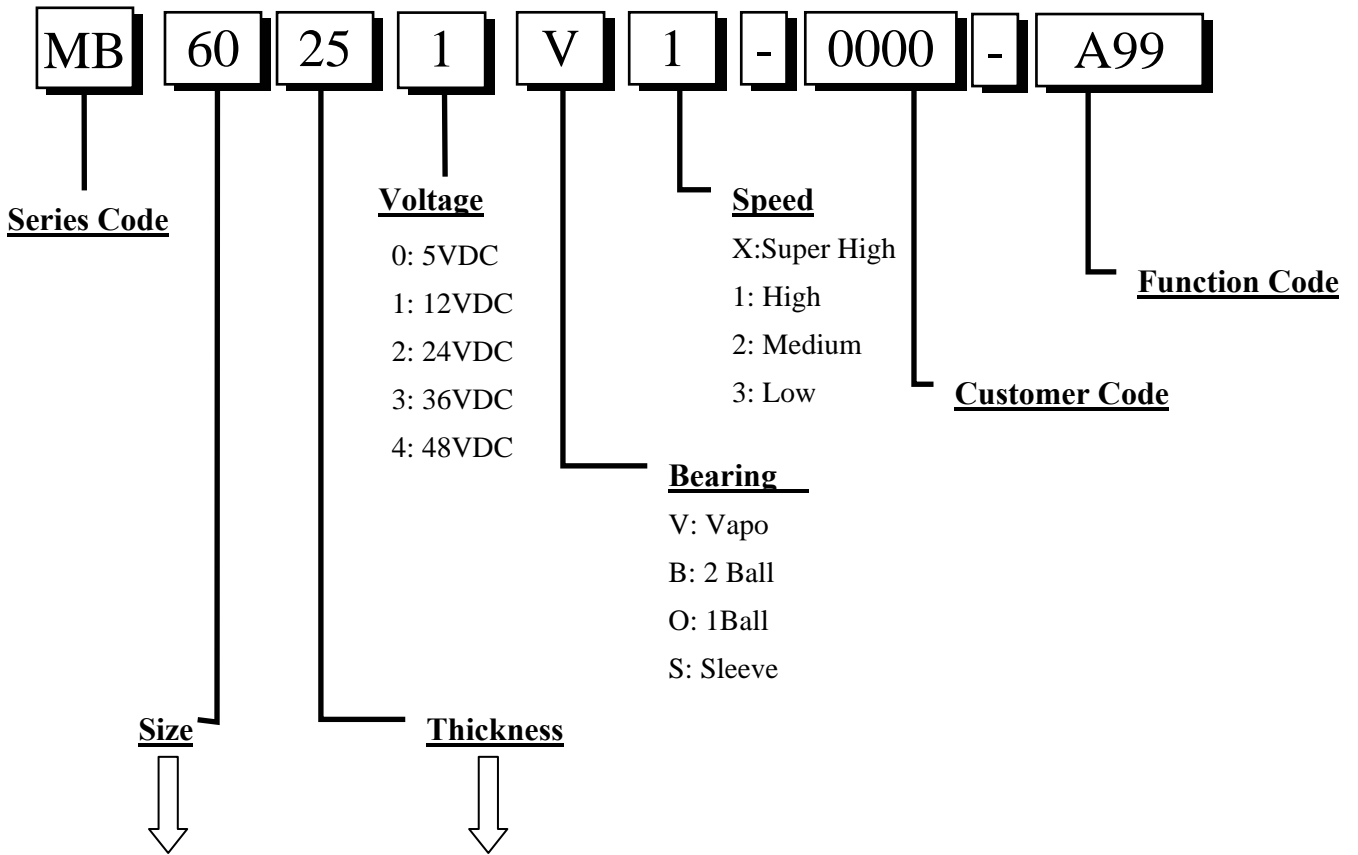 MB 60 25 1 V 1 - 0000 - A99
Series Code
Voltage
0: 5VDC
1: 12VDC
2: 24VDC
3: 36VDC
4: 48VDC
Speed
X:Super High
1: High
2: Medium
3: Low
Function Code
Customer Code
Bearing
V: Vapo
B: 2 Ball
O: 1Ball
S: Sleeve
Size
Thickness